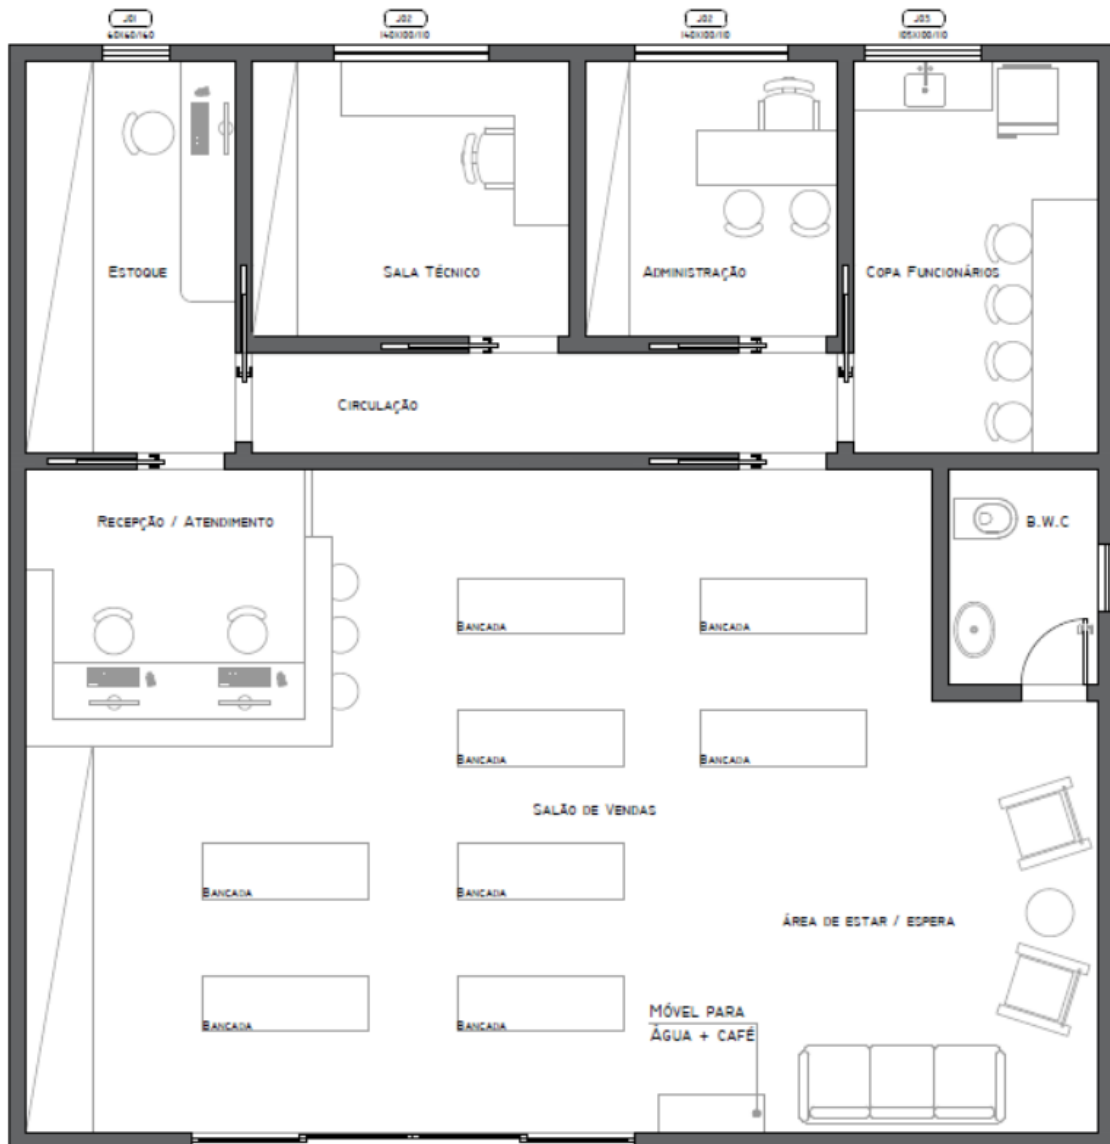 J01
60X60/160
J02
140X100/110
J02
140X100/110
J03
105X100/110
Estoque
Sala Técnico
Administração
Copa Funcionários
Circulação
Recepção / Atendimento
B.W.C
Bancada
Bancada
Bancada
Bancada
Salão de Vendas
Bancada
Bancada
Área de estar / espera
Bancada
Bancada
Móvel para
Água + café